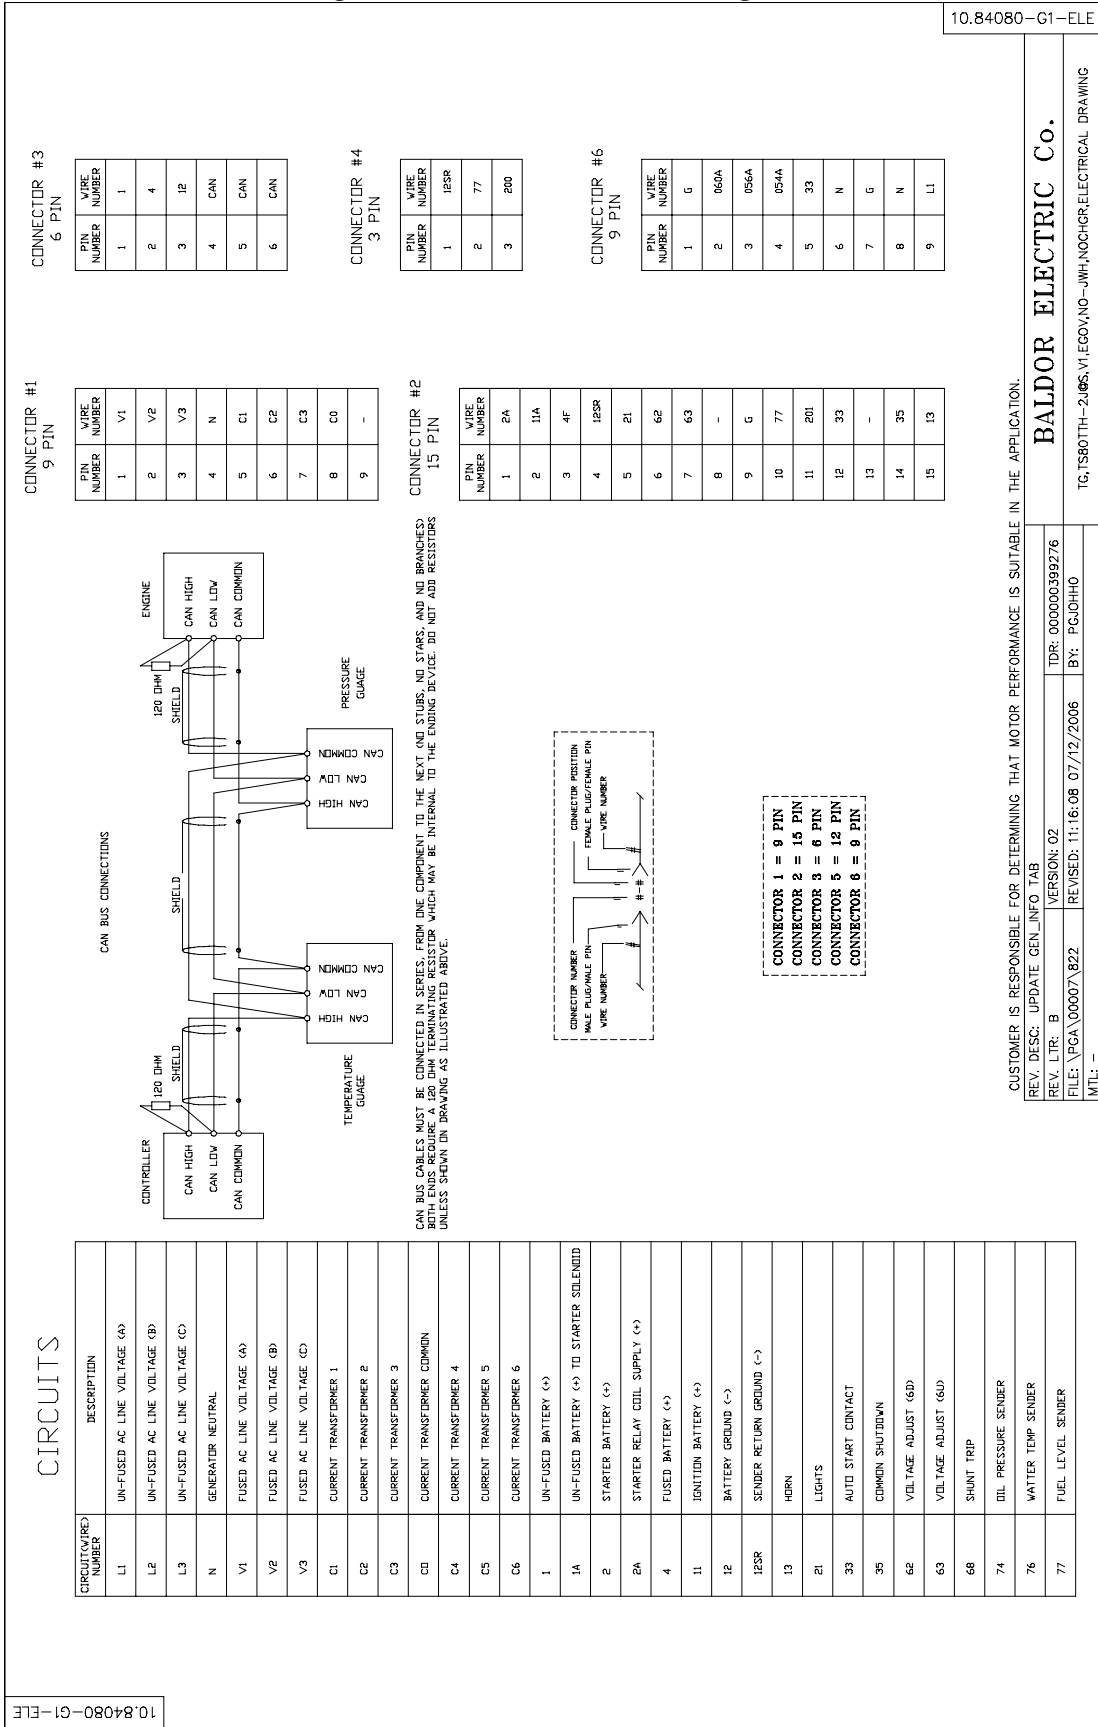 10.84080-G1-ELE
CIRCUITS
CIRCUIT(WIRE) NUMBER DESCRIPTION
L1 UN-FUSED AC LINE VOLTAGE (A)
L2 UN-FUSED AC LINE VOLTAGE (B)
L3 UN-FUSED AC LINE VOLTAGE (C)
N GENERATOR NEUTRAL
V1 FUSED AC LINE VOLTAGE (A)
V2 FUSED AC LINE VOLTAGE (B)
V3 FUSED AC LINE VOLTAGE (C)
C1 CURRENT TRANSFORMER 1
C2 CURRENT TRANSFORMER 2
C3 CURRENT TRANSFORMER 3
C0 CURRENT TRANSFORMER COMMON
C4 CURRENT TRANSFORMER 4
C5 CURRENT TRANSFORMER 5
C6 CURRENT TRANSFORMER 6
1 UN-FUSED BATTERY (+)
1A UN-FUSED BATTERY (+) TO STARTER SOLENOID
2 STARTER BATTERY (+)
2A STARTER RELAY COIL SUPPLY (+)
4 FUSED BATTERY (+)
11 IGNITION BATTERY (+)
12 BATTERY GROUND (-)
12SR SENDER RETURN GROUND (-)
13 HORN
21 LIGHTS
33 AUTO START CONTACT
35 COMMON SHUTDOWN
62 VOLTAGE ADJUST (6D)
63 VOLTAGE ADJUST (6U)
68 SHUNT TRIP
74 OIL PRESSURE SENDER
76 WATTER TEMP SENDER
77 FUEL LEVEL SENDER
CAN BUS CONNECTIONS
CONTROLLER
CAN HIGH
CAN LOW
CAN COMMON
120 OHM
SHIELD
TEMPERATURE
GUAGE
CAN HIGH
CAN LOW
CAN COMMON
SHIELD
PRESSURE
GUAGE
CAN HIGH
CAN LOW
CAN COMMON
120 OHM
SHIELD
ENGINE
CAN HIGH
CAN LOW
CAN COMMON
CAN BUS CABLES MUST BE CONNECTED IN SERIES, FROM ONE COMPONENT TO THE NEXT (NO STUBS, NO STARS, AND NO BRANCHES)
BOTH ENDS REQUIRE A 120 OHM TERMINATING RESISTOR WHICH MAY BE INTERNAL TO THE ENDING DEVICE. DO NOT ADD RESISTORS
UNLESS SHOWN ON DRAWING AS ILLUSTRATED ABOVE.
CONNECTOR NUMBER
MALE PLUG/MALE PIN
WIRE NUMBER
CONNECTOR POSITION
FEMALE PLUG/FEMALE PIN
WIRE NUMBER
# #-# #
CONNECTOR 1 = 9 PIN
CONNECTOR 2 = 15 PIN
CONNECTOR 3 = 6 PIN
CONNECTOR 5 = 12 PIN
CONNECTOR 6 = 9 PIN
CONNECTOR #1
9 PIN
PIN NUMBER WIRE NUMBER
1 V1
2 V2
3 V3
4 N
5 C1
6 C2
7 C3
8 C0
9 -
CONNECTOR #2
15 PIN
PIN NUMBER WIRE NUMBER
1 2A
2 11A
3 4F
4 12SR
5 21
6 62
7 63
8 -
9 G
10 77
11 201
12 33
13 -
14 35
15 13
CONNECTOR #3
6 PIN
PIN NUMBER WIRE NUMBER
1 1
2 4
3 12
4 CAN
5 CAN
6 CAN
CONNECTOR #4
3 PIN
PIN NUMBER WIRE NUMBER
1 12SR
2 77
3 200
CONNECTOR #6
9 PIN
PIN NUMBER WIRE NUMBER
1 G
2 060A
3 056A
4 054A
5 33
6 N
7 G
8 N
9 L1
CUSTOMER IS RESPONSIBLE FOR DETERMINING THAT MOTOR PERFORMANCE IS SUITABLE IN THE APPLICATION.
REV. DESC: UPDATE GEN_INFO TAB
REV. LTR: B VERSION: 02 TDR: 000000399276
FILE: \PGA\00007\822 REVISED: 11:16:08 07/12/2006 BY: PGJOHHO
MTL: -
BALDOR ELECTRIC Co.
V1,EGOV,NO-JWH,NOCHGR,ELECTRICAL DRAWING
10.84080-G1-ELE